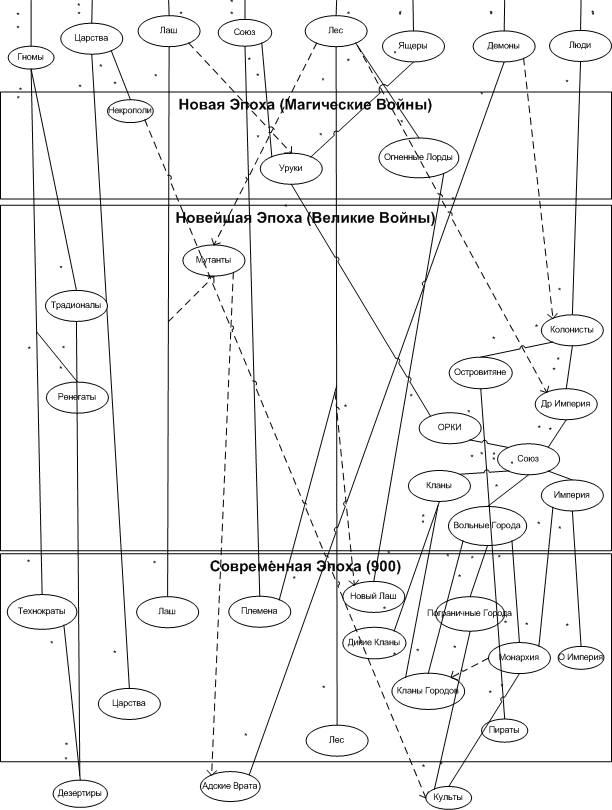 Гномы
Царства
Лаш
Союз
Лес
Ящеры
Демоны
Люди
Новая Эпоха (Магические Войны)
Некрополи
Уруки
Огненные Лорды
Новейшая Эпоха (Великие Войны)
Мутанты
Традионалы
Колонисты
Островитяне
Ренегаты
Др Империя
ОРКИ
Союз
Кланы
Империя
Вольные Города
Современная Эпоха (900)
Технократы
Лаш
Племена
Новый Лаш
Пограничные Города
Дикие Кланы
Монархия
О Империя
Кланы Городов
Царства
Пираты
Лес
Дезертиры
Адские Врата
Культы